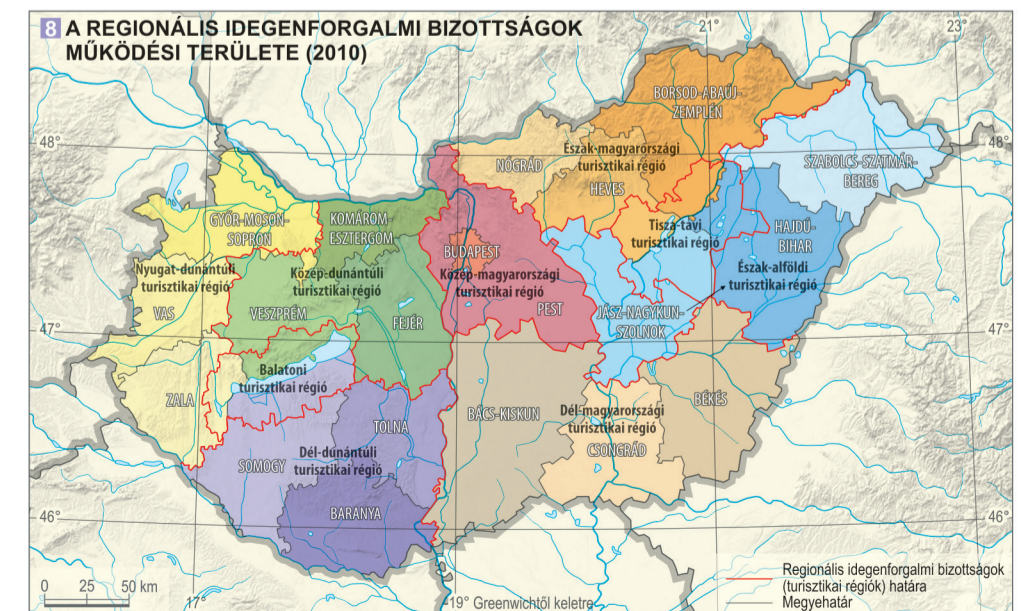 8 A REGIONÁLIS IDEGENFORGALMI BIZOTTSÁGOK
MŰKÖDÉSI TERÜLETE (2010)
21°
23°
48°
48°
BORSOD-ABAÚJ-
ZEMPLÉN
Észak-magyarországi
turisztikai régió
NÓGRÁD
HEVES
SZABOLCS-SZATMÁR-
BEREG
GYŐR-MOSON-
SOPRON
KOMÁROM-
ESZTERGOM
Tisza-tavi
turisztikai régió
HAJDÚ-
BIHAR
BUDAPEST
Nyugat-dunántúli
turisztikai régió
Közép-dunántúli
turisztikai régió
Közép-magyarországi
turisztikai régió
Észak-alföldi
turisztikai régió
VAS
VESZPRÉM
FEJÉR
PEST
JÁSZ-NAGYKUN-
SZOLNOK
47°
47°
Balatoni
turisztikai régió
ZALA
TOLNA
BÁCS-KISKUN
Dél-magyarországi
turisztikai régió
BÉKÉS
CSONGRÁD
SOMOGY
Dél-dunántúli
turisztikai régió
BARANYA
46°
46°
0 25 50 km
17°
19° Greenwichtől keletre
Regionális idegenforgalmi bizottságok
(turisztikai régiók) határa
Megyehatár